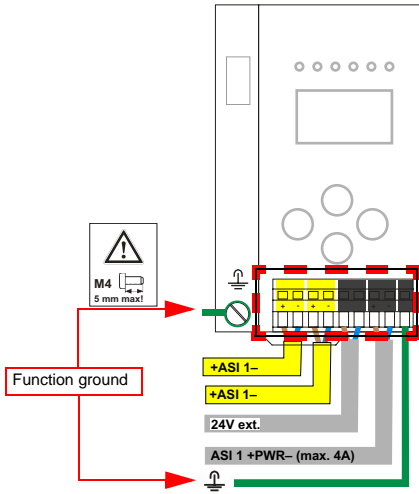 M4
5 mm max!
+ - + - + - + -
+ASI 1–
Function ground
+ASI 1–
24V ext.
ASI 1 +PWR– (max. 4A)